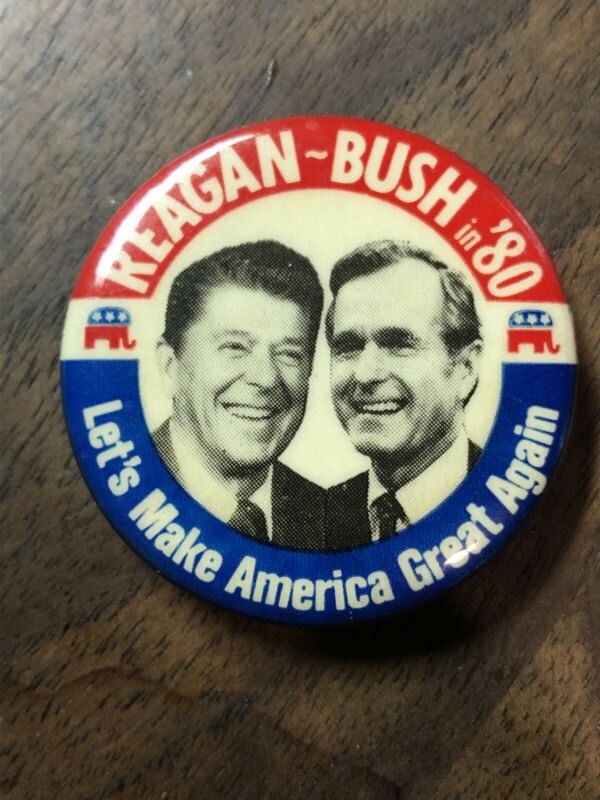 REAGAN~BUSH in '80
Let's Make America Great Again